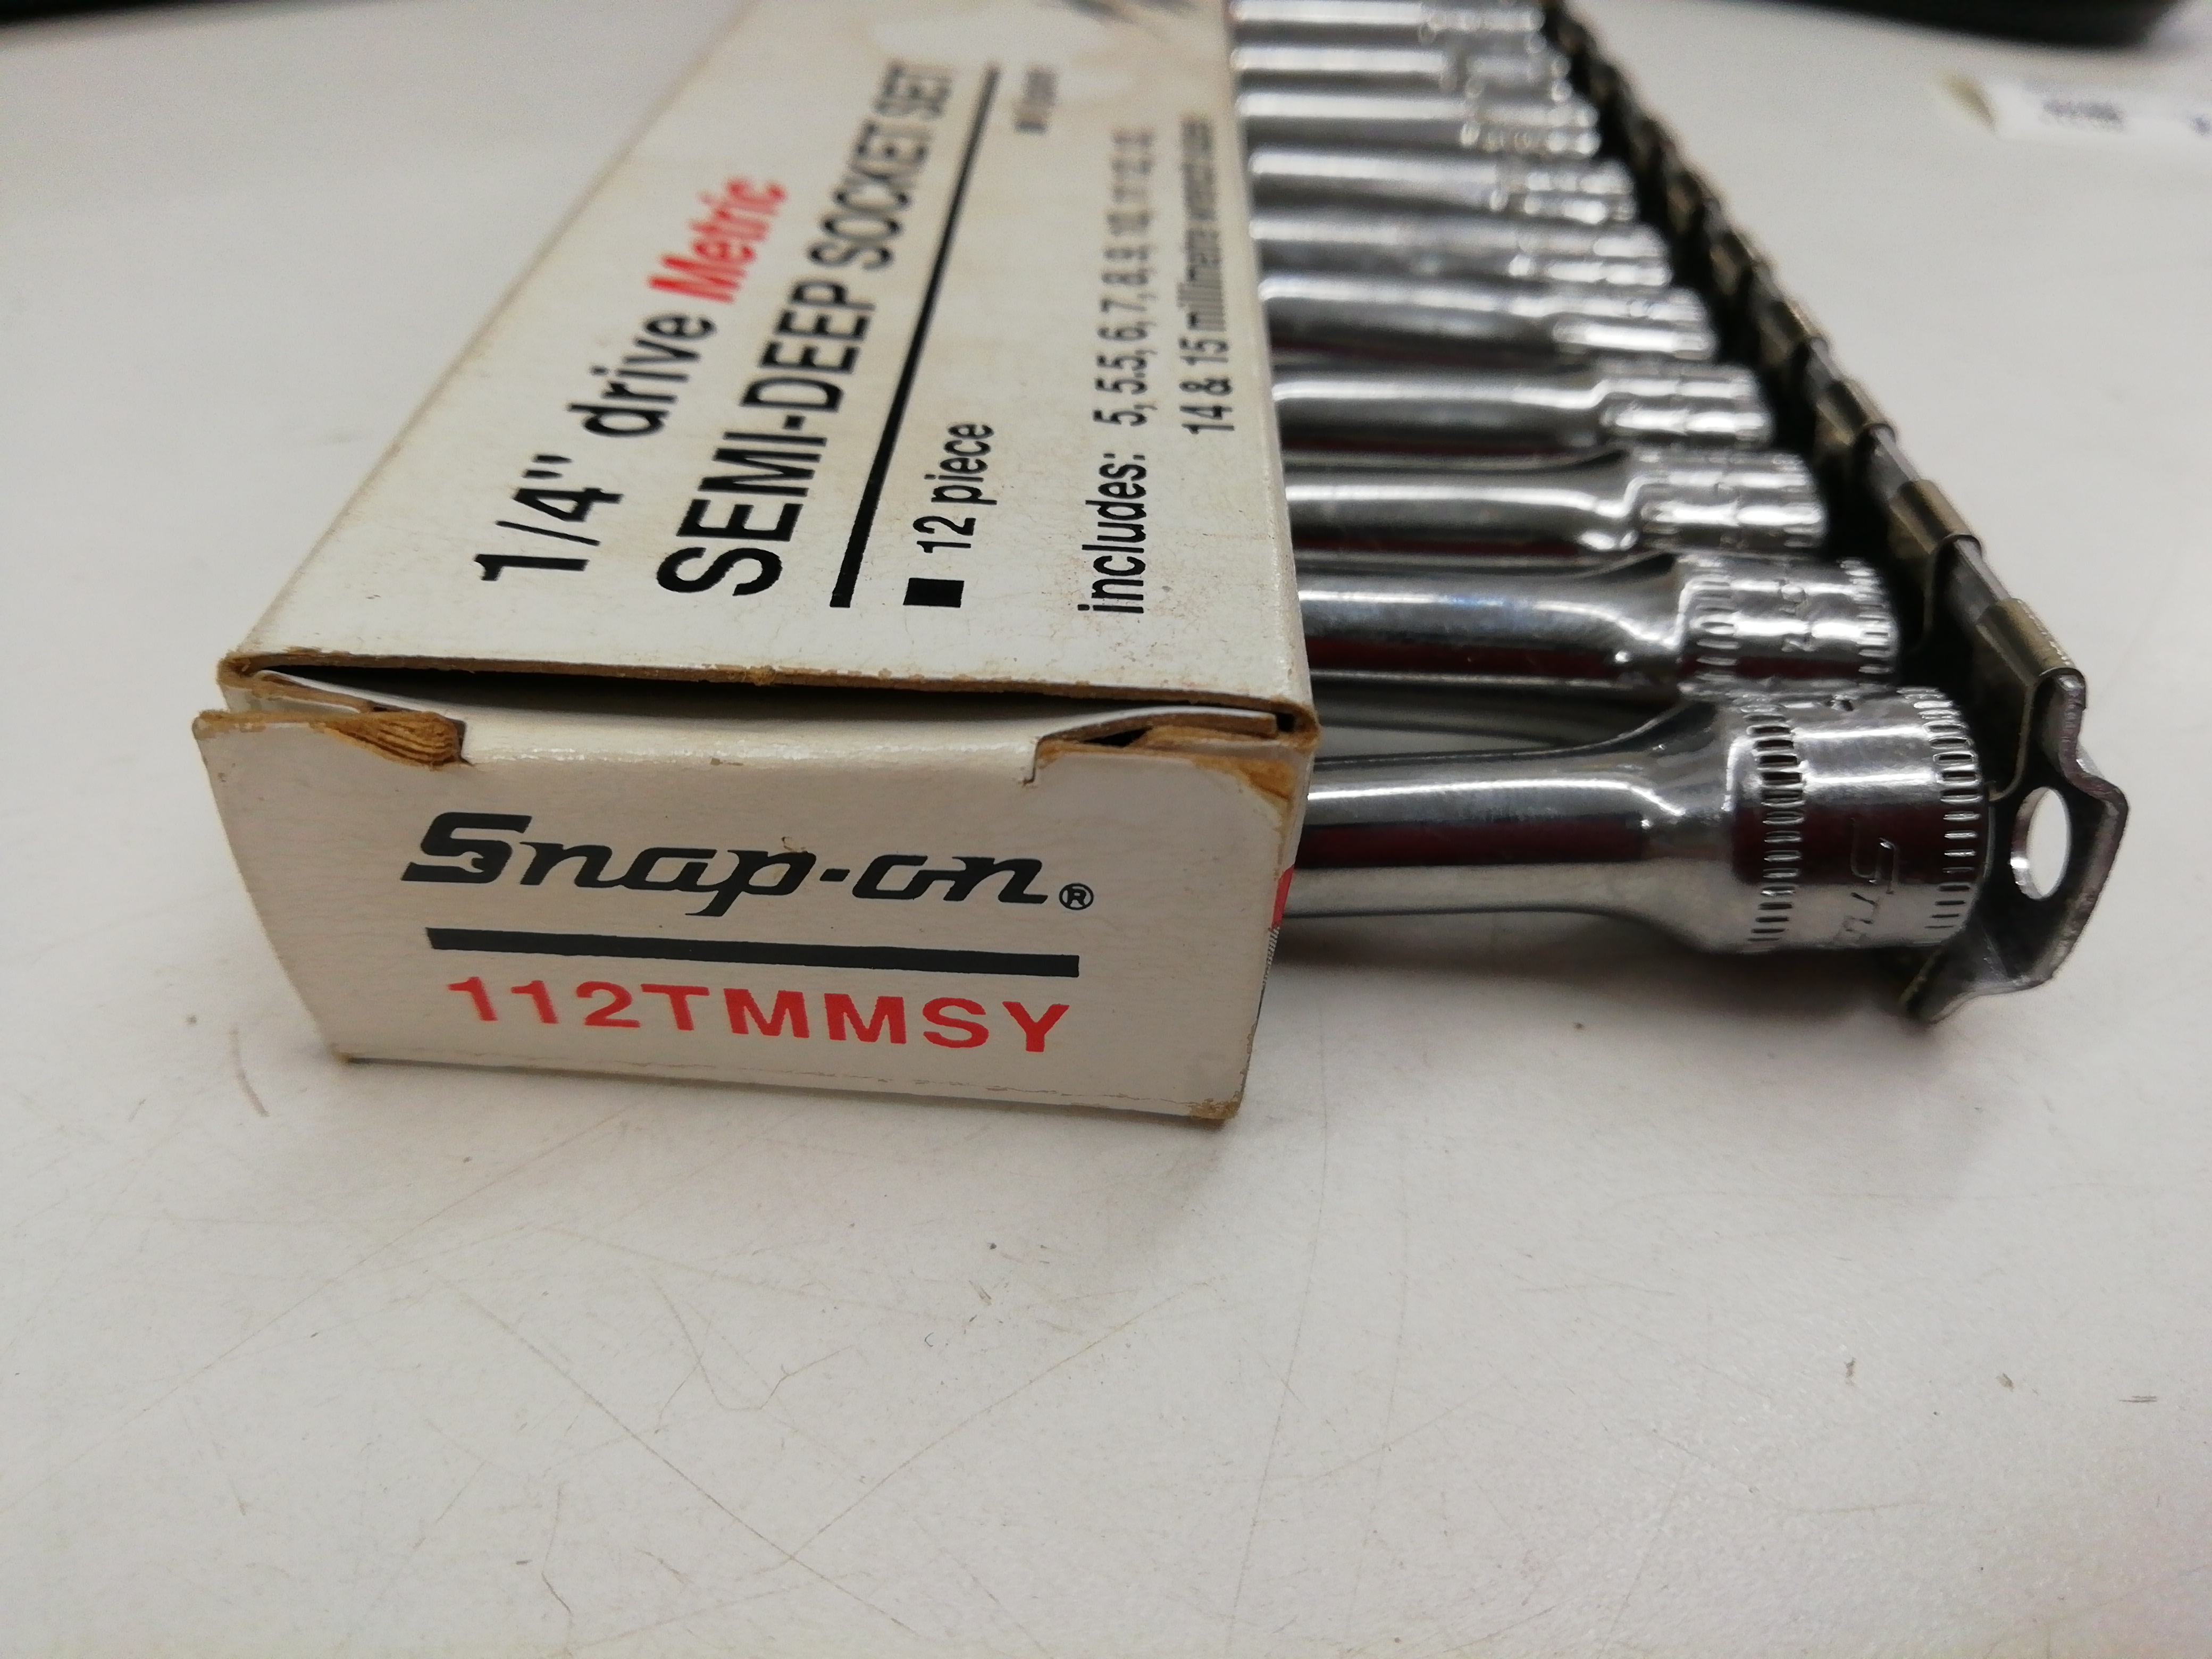 1/4" drive Metric
SEMI-DEEP SOCKET SET
■ 12 piece
includes: 5, 5.5, 6, 7, 8, 9, 10, 11, 12, 13,
14 & 15 millimetre
Snap-on®
112TMMSY